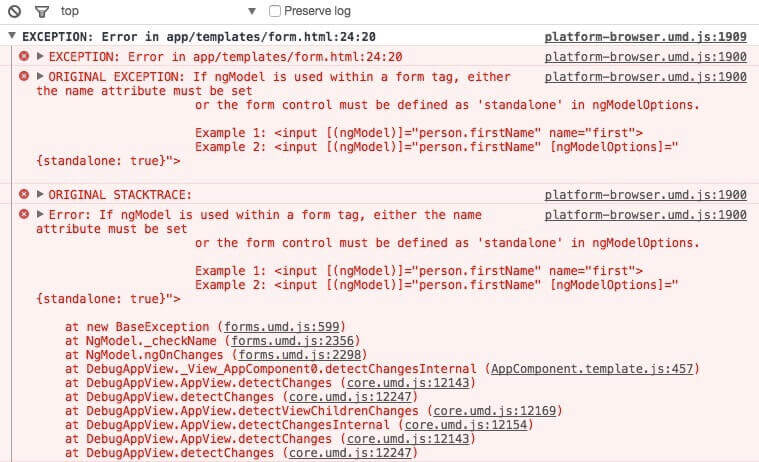 top ▼ Preserve log
▼ EXCEPTION: Error in app/templates/form.html:24:20 platform-browser.umd.js:1909
▶ EXCEPTION: Error in app/templates/form.html:24:20 platform-browser.umd.js:1900
▶ ORIGINAL EXCEPTION: If ngModel is used within a form tag, either platform-browser.umd.js:1900
the name attribute must be set
or the form control must be defined as 'standalone' in ngModelOptions.
Example 1: <input [(ngModel)]="person.firstName" name="first">
Example 2: <input [(ngModel)]="person.firstName" [ngModelOptions]="
{standalone: true}">
▶ ORIGINAL STACKTRACE: platform-browser.umd.js:1900
▶ Error: If ngModel is used within a form tag, either the name platform-browser.umd.js:1900
attribute must be set
or the form control must be defined as 'standalone' in ngModelOptions.
Example 1: <input [(ngModel)]="person.firstName" name="first">
Example 2: <input [(ngModel)]="person.firstName" [ngModelOptions]="
{standalone: true}">
at new BaseException (forms.umd.js:599)
at NgModel._checkName (forms.umd.js:2356)
at NgModel.ngOnChanges (forms.umd.js:2298)
at DebugAppView._View_AppComponent0.detectChangesInternal (AppComponent.template.js:457)
at DebugAppView.AppView.detectChanges (core.umd.js:12143)
at DebugAppView.detectChanges (core.umd.js:12247)
at DebugAppView.AppView.detectViewChildrenChanges (core.umd.js:12169)
at DebugAppView.AppView.detectChangesInternal (core.umd.js:12154)
at DebugAppView.AppView.detectChanges (core.umd.js:12143)
at DebugAppView.detectChanges (core.umd.js:12247)